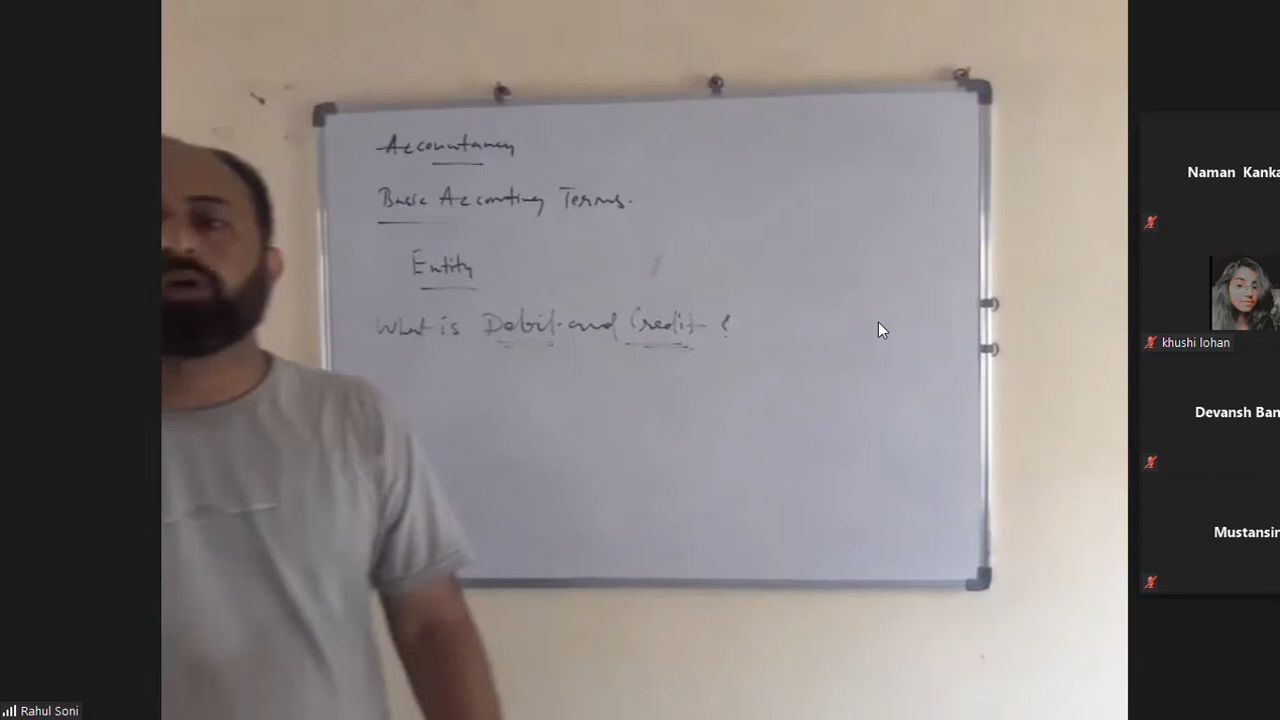 Accountancy
Basic Accounting Terms.
Entity
What is Debit and Credit ?
Naman Kanka
khushi lohan
Devansh Ban
Mustansir
Rahul Soni